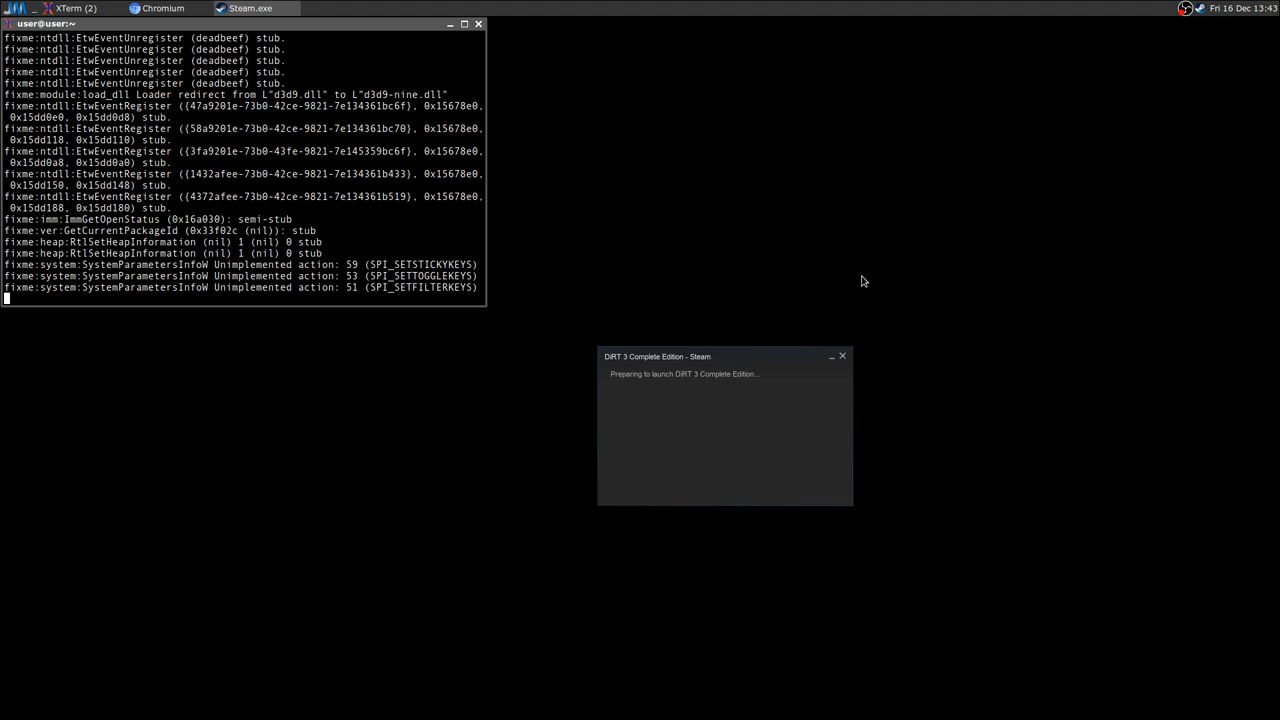 XTerm (2)
Chromium
Steam.exe
Fri 16 Dec 13:43
user@user:~
fixme:ntdll:EtwEventUnregister (deadbeef) stub.
fixme:ntdll:EtwEventUnregister (deadbeef) stub.
fixme:ntdll:EtwEventUnregister (deadbeef) stub.
fixme:ntdll:EtwEventUnregister (deadbeef) stub.
fixme:ntdll:EtwEventUnregister (deadbeef) stub.
fixme:module:load_dll Loader redirect from L"d3d9.dll" to L"d3d9-nine.dll"
fixme:ntdll:EtwEventRegister ({47a9201e-73b0-42ce-9821-7e134361bc6f}, 0x15678e0,
0x15dd0e0, 0x15dd0d8) stub.
fixme:ntdll:EtwEventRegister ({58a9201e-73b0-42ce-9821-7e134361bc70}, 0x15678e0,
0x15dd118, 0x15dd110) stub.
fixme:ntdll:EtwEventRegister ({3fa9201e-73b0-43fe-9821-7e145359bc6f}, 0x15678e0,
0x15dd0a8, 0x15dd0a0) stub.
fixme:ntdll:EtwEventRegister ({1432afee-73b0-42ce-9821-7e134361b433}, 0x15678e0,
0x15dd150, 0x15dd148) stub.
fixme:ntdll:EtwEventRegister ({4372afee-73b0-42ce-9821-7e134361b519}, 0x15678e0,
0x15dd188, 0x15dd180) stub.
fixme:imm:ImmGetOpenStatus (0x16a030): semi-stub
fixme:ver:GetCurrentPackageId (0x33f02c (nil)): stub
fixme:heap:RtlSetHeapInformation (nil) 1 (nil) 0 stub
fixme:heap:RtlSetHeapInformation (nil) 1 (nil) 0 stub
fixme:system:SystemParametersInfoW Unimplemented action: 59 (SPI_SETSTICKYKEYS)
fixme:system:SystemParametersInfoW Unimplemented action: 53 (SPI_SETTOGGLEKEYS)
fixme:system:SystemParametersInfoW Unimplemented action: 51 (SPI_SETFILTERKEYS)
DiRT 3 Complete Edition - Steam
Preparing to launch DiRT 3 Complete Edition...